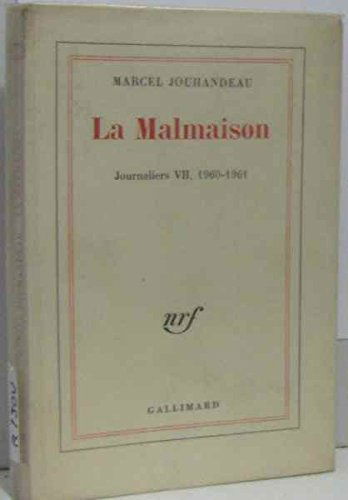 MARCEL JOUHANDEAU
La Malmaison
Journaliers VII, 1960-1961
nrf
GALLIMARD